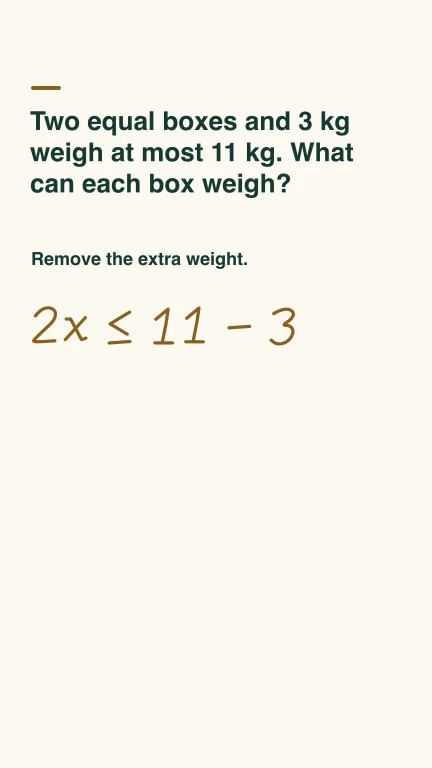 Two equal boxes and 3 kg
weigh at most 11 kg. What
can each box weigh?
Remove the extra weight.
2x ≤ 11 − 3